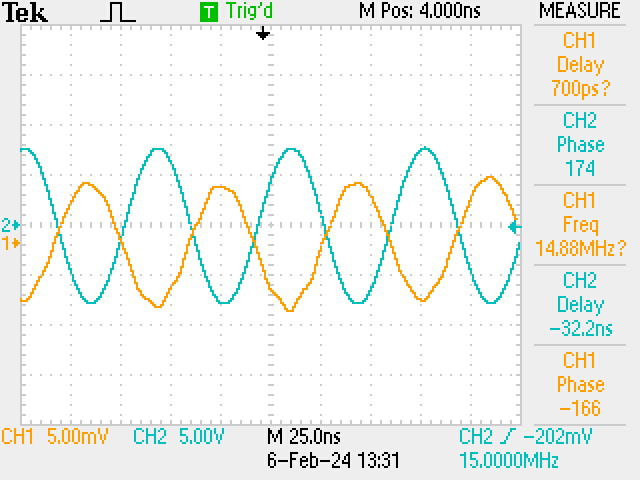 Tek T Trig'd M Pos: 4.000ns MEASURE
CH1
Delay
700ps?
CH2
Phase
174
CH1
Freq
14.88MHz?
CH2
Delay
-32.2ns
CH1
Phase
-166
2
1
CH1 5.00mV CH2 5.00V M 25.0ns CH2 -202mV
6-Feb-24 13:31 15.0000MHz